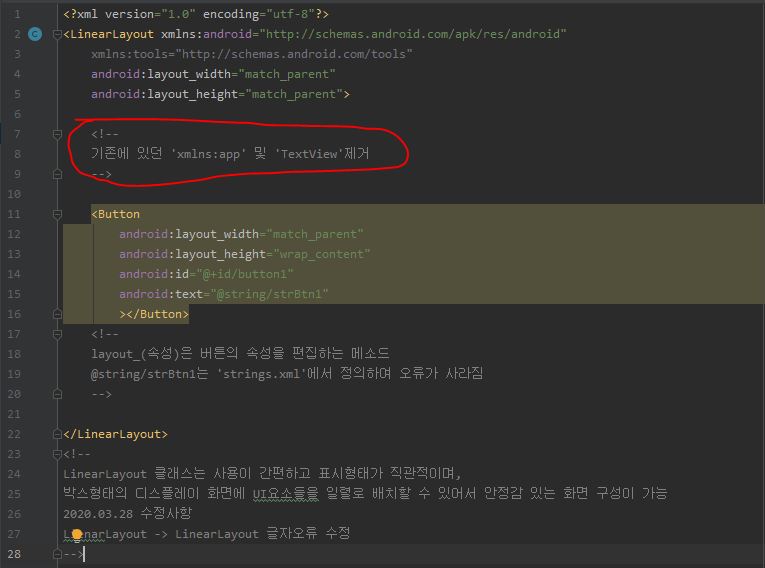 1 <?xml version="1.0" encoding="utf-8"?>
2 C <LinearLayout xmlns:android="http://schemas.android.com/apk/res/android"
3 xmlns:tools="http://schemas.android.com/tools"
4 android:layout_width="match_parent"
5 android:layout_height="match_parent">
6
7 <!--
8 기존에 있던 'xmlns:app' 및 'TextView'제거
9 -->
10
11 <Button
12 android:layout_width="match_parent"
13 android:layout_height="wrap_content"
14 android:id="@+id/button1"
15 android:text="@string/strBtn1"
16 ></Button>
17 <!--
18 layout_(속성)은 버튼의 속성을 편집하는 메소드
19 @string/strBtn1는 'strings.xml'에서 정의하며 오류가 사라짐
20 -->
21
22 </LinearLayout>
23 <!--
24 LinearLayout 클래스는 사용이 간편하고 표시형태가 직관적이며,
25 박스형태의 디스플레이 화면에 UI요소들을 일렬로 배치할 수 있어서 안정감 있는 화면 구성이 가능
26 2020.03.28 수정사항
27 -> LinearLayout 글자오류 수정
28 -->